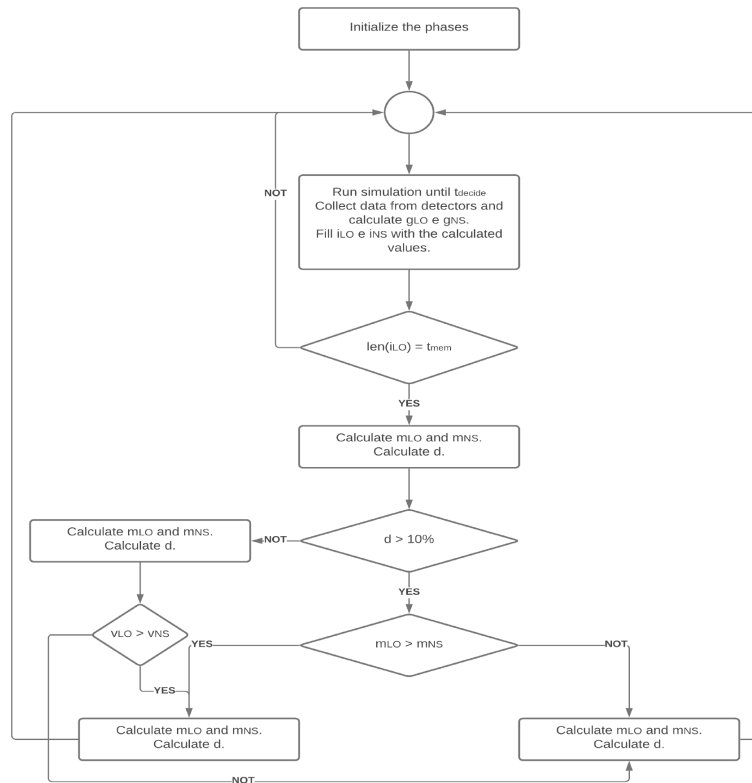 Initialize the phases
NOT
Run simulation until tdecide
Collect data from detectors and
calculate gLO e gNS.
Fill iLO e iNS with the calculated
values.
len(iLO) = tmem
YES
Calculate mLO and mNS.
Calculate d.
Calculate mLO and mNS.
Calculate d.
NOT
d > 10%
YES
vLO > vNS
YES
mLO > mNS
NOT
YES
Calculate mLO and mNS.
Calculate d.
Calculate mLO and mNS.
Calculate d.
NOT